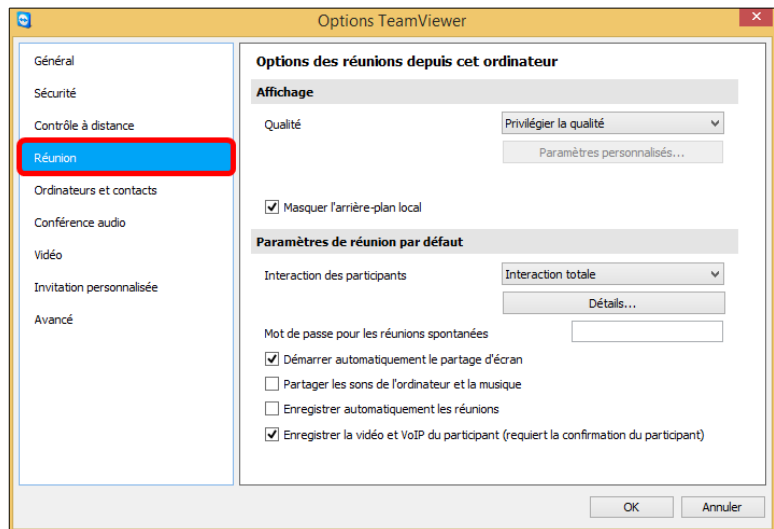 Options TeamViewer
Général
Sécurité
Contrôle à distance
Réunion
Ordinateurs et contacts
Conférence audio
Vidéo
Invitation personnalisée
Avancé
Options des réunions depuis cet ordinateur
Affichage
Qualité
Privilégier la qualité
Paramètres personnalisés...
Masquer l'arrière-plan local
Paramètres de réunion par défaut
Interaction des participants
Interaction totale
Détails...
Mot de passe pour les réunions spontanées
Démarrer automatiquement le partage d'écran
Partager les sons de l'ordinateur et la musique
Enregistrer automatiquement les réunions
Enregistrer la vidéo et VoIP du participant (requiert la confirmation du participant)
OK
Annuler